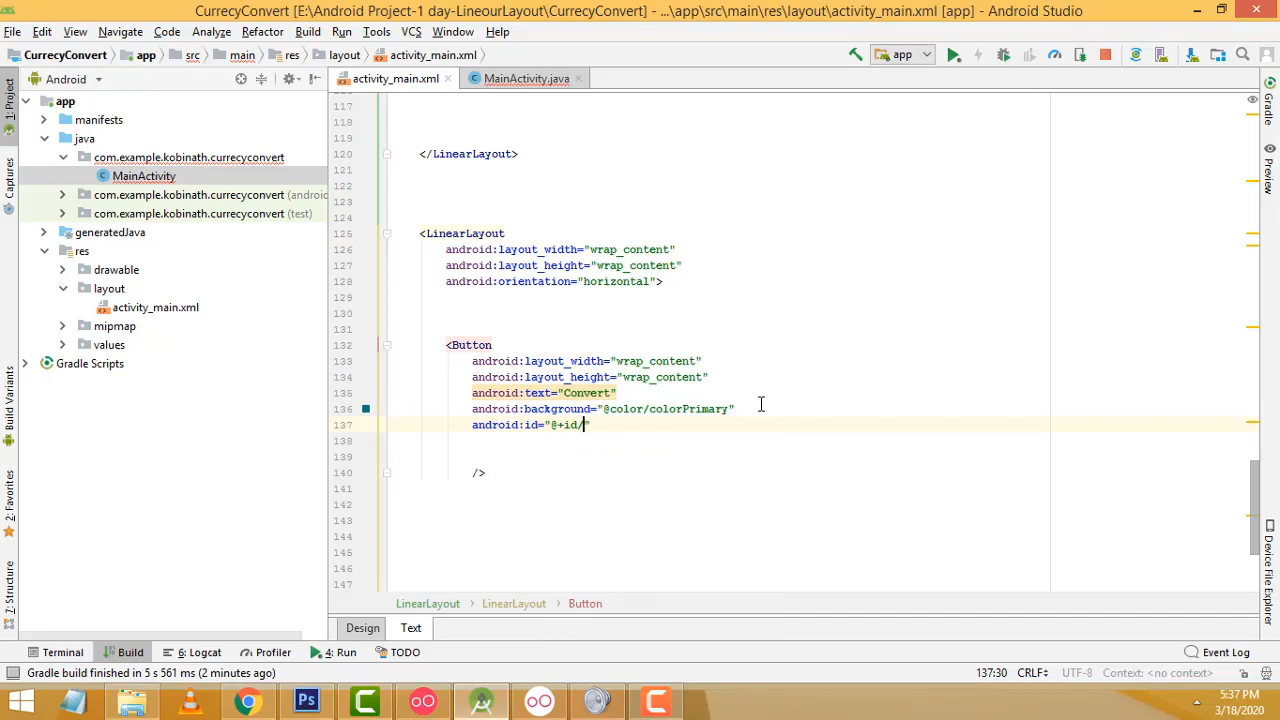 CurrecyConvert [E:\Android Project-1 day-LineourLayout\CurrecyConvert] - ...\app\src\main\res\layout\activity_main.xml [app] - Android Studio
File Edit View Navigate Code Analyze Refactor Build Run Tools VCS Window Help
CurrecyConvert app src main res layout activity_main.xml app
Android activity_main.xml MainActivity.java
1: Project
Captures
Build Variants
2: Favorites
7: Structure
app
manifests
java
com.example.kobinath.currecyconvert
MainActivity
com.example.kobinath.currecyconvert (android
com.example.kobinath.currecyconvert (test)
generatedJava
res
drawable
layout
activity_main.xml
mipmap
values
Gradle Scripts
117
118
119
120 </LinearLayout>
121
122
123
124
125 <LinearLayout
126 android:layout_width="wrap_content"
127 android:layout_height="wrap_content"
128 android:orientation="horizontal">
129
130
131
132 <Button
133 android:layout_width="wrap_content"
134 android:layout_height="wrap_content"
135 android:text="Convert"
136 android:background="@color/colorPrimary"
137 android:id="@+id/"
138
140 />
141
142
143
144
145
146
147
Gradle
Preview
Device File Explorer
LinearLayout LinearLayout Button
Design Text
Terminal Build 6: Logcat Profiler 4: Run TODO Event Log
Gradle build finished in 5 s 561 ms (2 minutes ago) 137:30 CRLF UTF-8 Context: <no context>
Ps
5:37 PM
3/18/2020